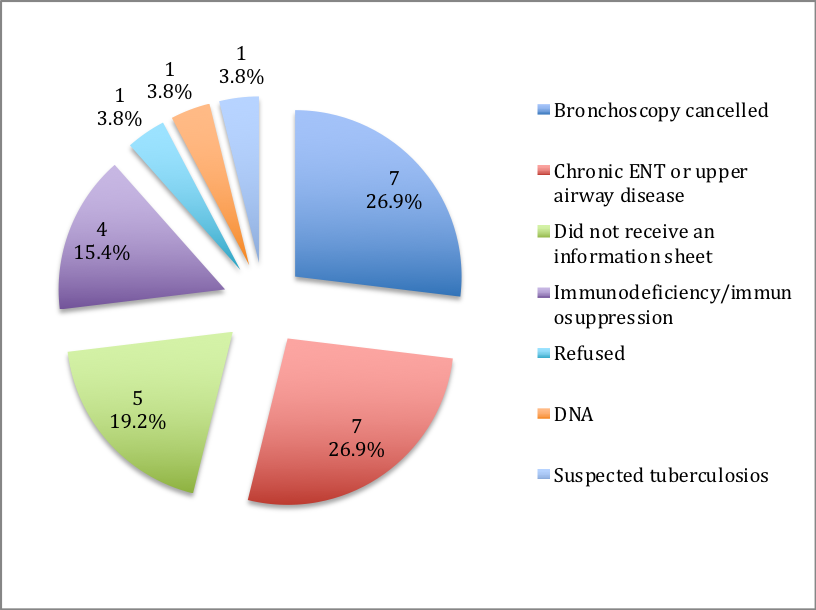 1
3.8%
1
3.8%
1
3.8%
7
26.9%
4
15.4%
5
19.2%
7
26.9%
Bronchoscopy cancelled
Chronic ENT or upper
airway disease
Did not receive an
information sheet
Immunodeficiency/immun
osuppression
Refused
DNA
Suspected tuberculosios